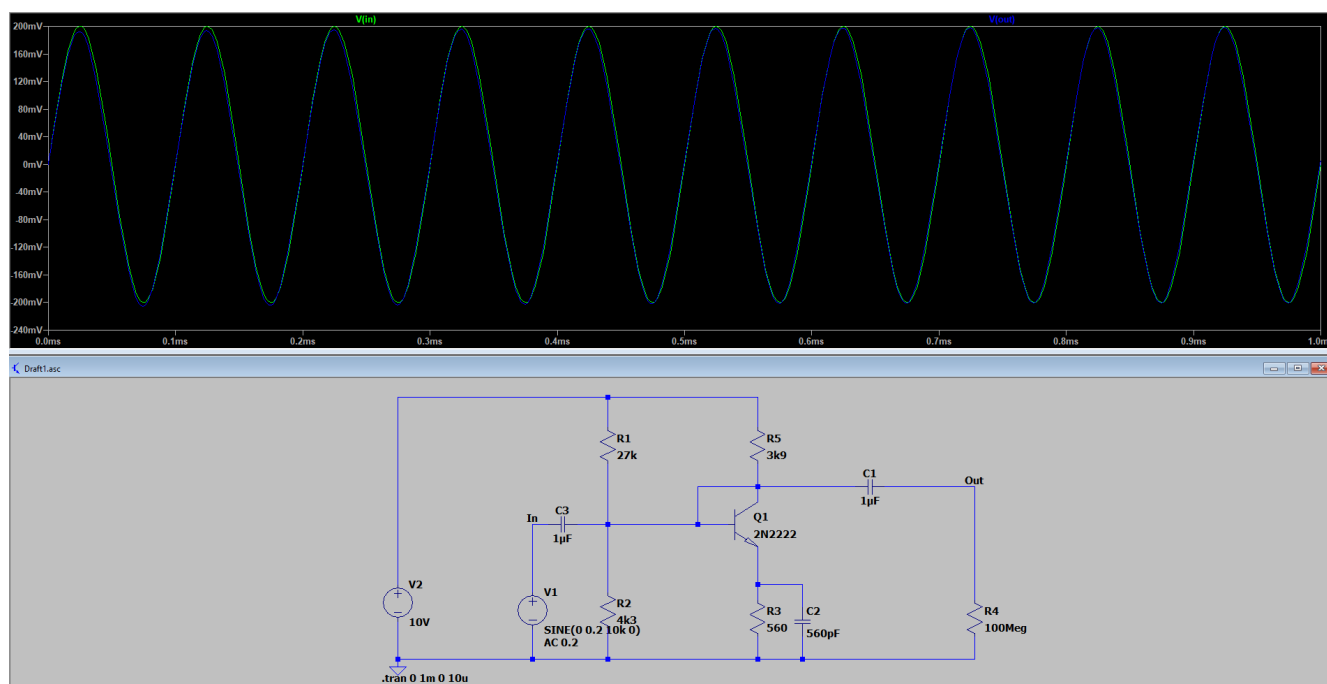 V(in) V(out)
200mV
160mV
120mV
80mV
40mV
0mV
-40mV
-80mV
-120mV
-160mV
-200mV
-240mV
0.0ms 0.1ms 0.2ms 0.3ms 0.4ms 0.5ms 0.6ms 0.7ms 0.8ms 0.9ms 1.0m
Draft1.asc
R1
27k
R5
3k9
C1
1µF
Out
C3
1µF
In
Q1
2N2222
V2
10V
V1
SINE(0 0.2 10k 0)
AC 0.2
R2
4k3
R3
560
C2
560pF
R4
100Meg
.tran 0 1m 0 10u